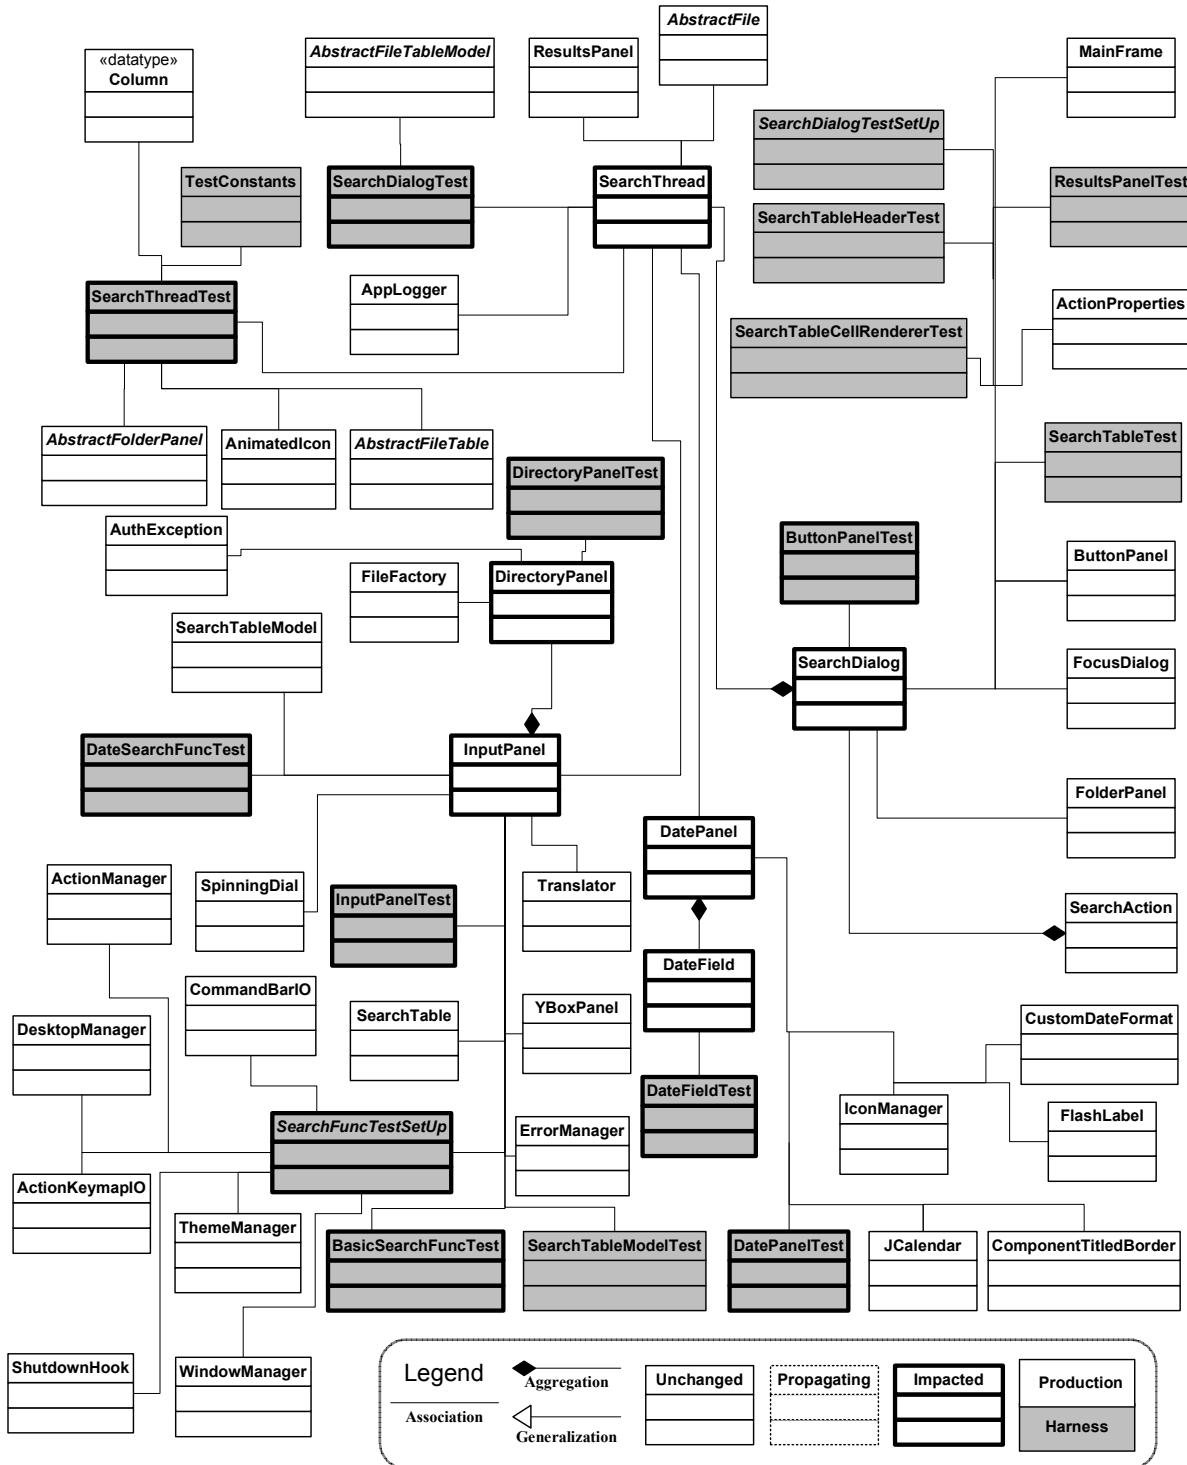 AbstractFile
«datatype»
Column
AbstractFileTableModel
ResultsPanel
MainFrame
SearchDialogTestSetUp
TestConstants
SearchDialogTest
SearchThread
ResultsPanelTest
SearchTableHeaderTest
AppLogger
SearchThreadTest
ActionProperties
SearchTableCellRendererTest
AbstractFolderPanel
AnimatedIcon
AbstractFileTable
SearchTableTest
DirectoryPanelTest
AuthException
ButtonPanelTest
ButtonPanel
FileFactory
DirectoryPanel
SearchTableModel
SearchDialog
FocusDialog
DateSearchFuncTest
InputPanel
FolderPanel
DatePanel
ActionManager
SpinningDial
InputPanelTest
Translator
SearchAction
DateField
CommandBarIO
SearchTable
YBoxPanel
DesktopManager
CustomDateFormat
DateFieldTest
IconManager
FlashLabel
SearchFuncTestSetUp
ErrorManager
ActionKeymapIO
ThemeManager
BasicSearchFuncTest
SearchTableModelTest
DatePanelTest
JCalendar
ComponentTitledBorder
ShutdownHook
WindowManager
Legend
Aggregation
Association
Generalization
Unchanged
Propagating
Impacted
Production
Harness